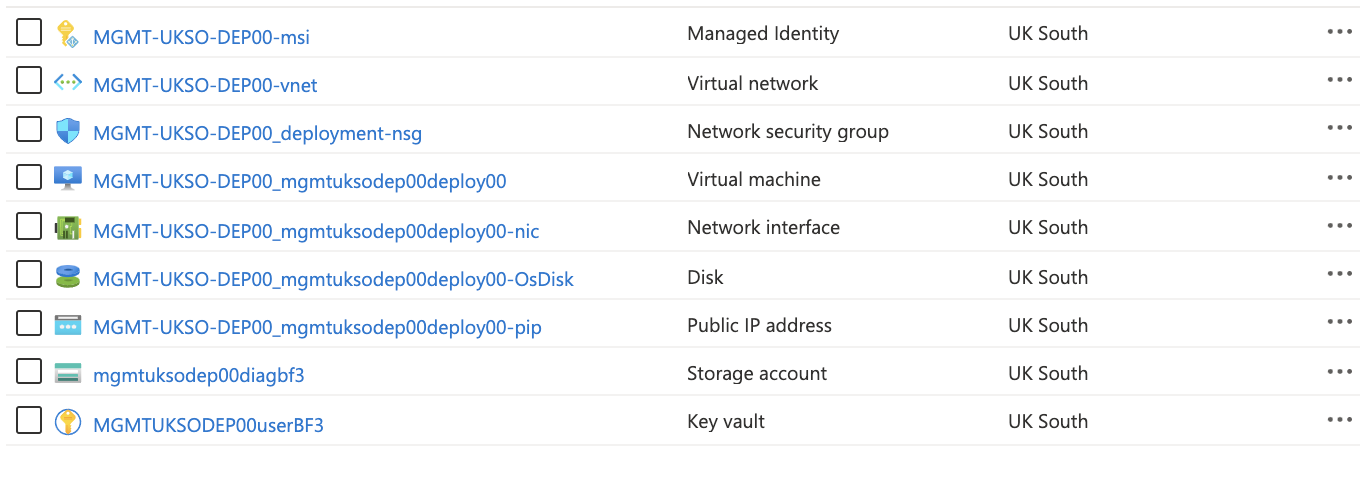 MGMT-UKSO-DEP00-msi Managed Identity UK South
MGMT-UKSO-DEP00-vnet Virtual network UK South
MGMT-UKSO-DEP00_deployment-nsg Network security group UK South
MGMT-UKSO-DEP00_mgmtuksodep00deploy00 Virtual machine UK South
MGMT-UKSO-DEP00_mgmtuksodep00deploy00-nic Network interface UK South
MGMT-UKSO-DEP00_mgmtuksodep00deploy00-OsDisk Disk UK South
MGMT-UKSO-DEP00_mgmtuksodep00deploy00-pip Public IP address UK South
mgmtuksodep00diagbf3 Storage account UK South
MGMTUKSODEP00userBF3 Key vault UK South